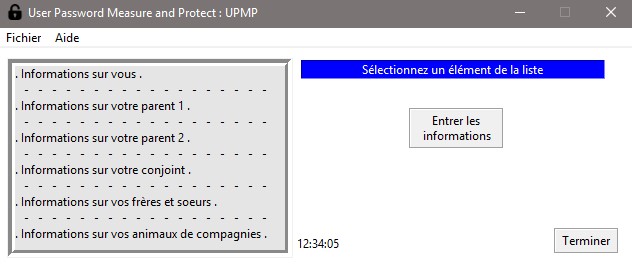 User Password Measure and Protect : UPMP
Fichier Aide
. Informations sur vous .
- - - - - - - - - - - - - - - -
. Informations sur votre parent 1 .
- - - - - - - - - - - - - - - -
. Informations sur votre parent 2 .
- - - - - - - - - - - - - - - -
. Informations sur votre conjoint .
- - - - - - - - - - - - - - - -
. Informations sur vos frères et soeurs .
- - - - - - - - - - - - - - - -
. Informations sur vos animaux de compagnies .
Sélectionnez un élément de la liste
Entrer les
informations
12:34:05
Terminer